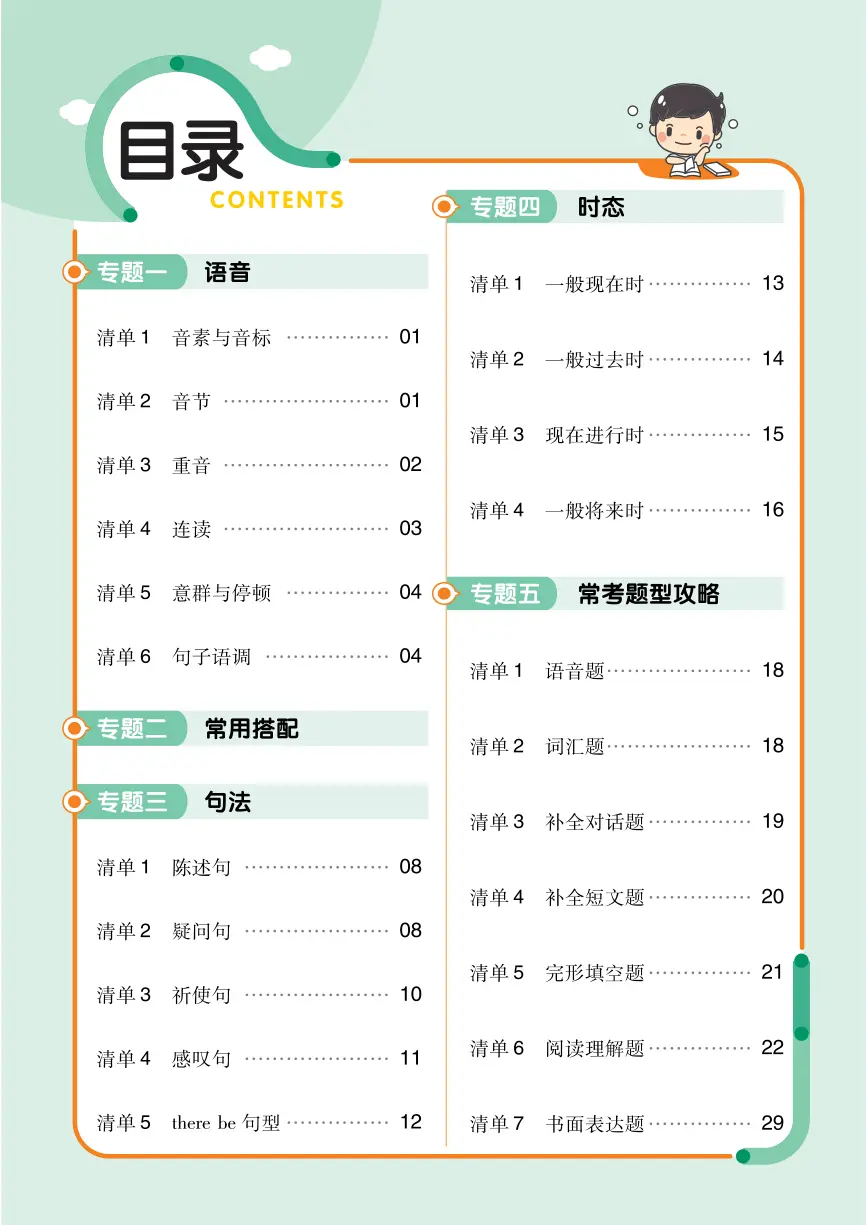 目录
CONTENTS
专题一 语音
清单1 音素与音标 …………… 01
清单2 音节 …………………… 01
清单3 重音 …………………… 02
清单4 连读 …………………… 03
清单5 意群与停顿 …………… 04
清单6 句子语调 ……………… 04
专题二 常用搭配
专题三 句法
清单1 陈述句 ………………… 08
清单2 疑问句 ………………… 08
清单3 祈使句 ………………… 10
清单4 感叹句 ………………… 11
清单5 there be 句型 …………… 12
专题四 时态
清单1 一般现在时 …………… 13
清单2 一般过去时 …………… 14
清单3 现在进行时 …………… 15
清单4 一般将来时 …………… 16
专题五 常考题型攻略
清单1 语音题 ………………… 18
清单2 词汇题 ………………… 18
清单3 补全对话题 …………… 19
清单4 补全短文题 …………… 20
清单5 完形填空题 …………… 21
清单6 阅读理解题 …………… 22
清单7 书面表达题 …………… 29